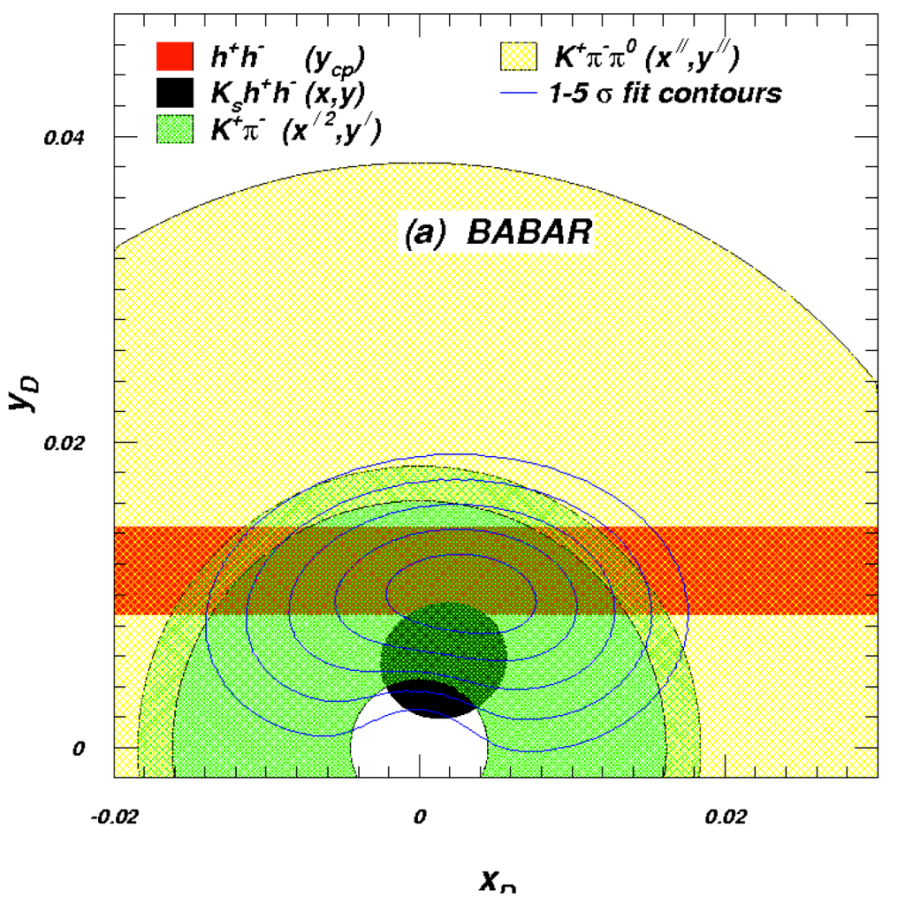 h⁺h⁻ (y_cp)
K_s h⁺h⁻ (x,y)
K⁺π⁻ (x′²,y′)
K⁺π⁻π⁰ (x″,y″)
1-5 σ fit contours
(a) BABAR
0.04
0.02
0
y_D
-0.02
0
0.02
x_D